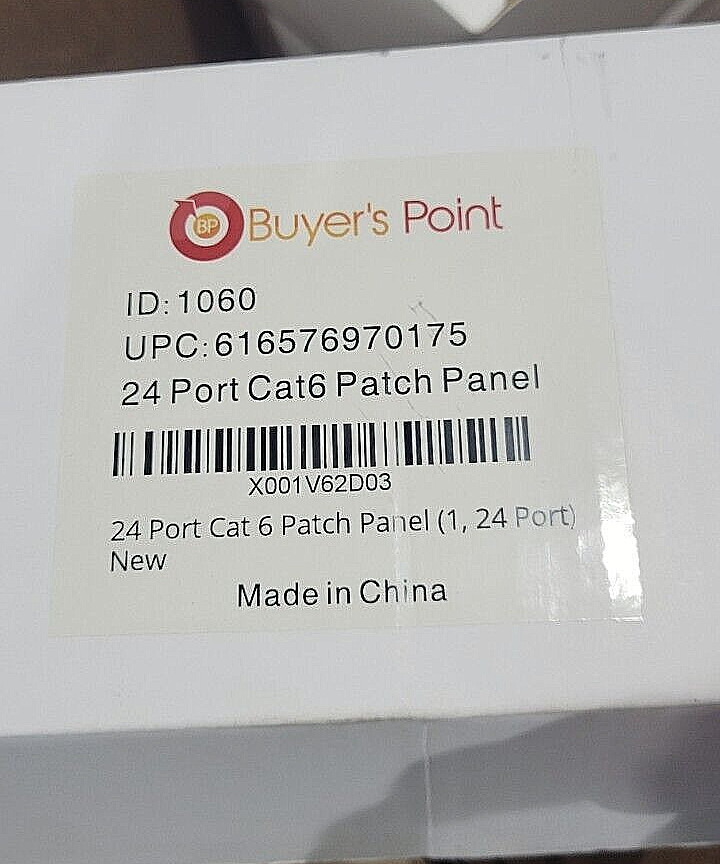 BP Buyer's Point
ID: 1060
UPC: 616576970175
24 Port Cat6 Patch Panel
X001V62D03
24 Port Cat 6 Patch Panel (1, 24 Port)
New
Made in China